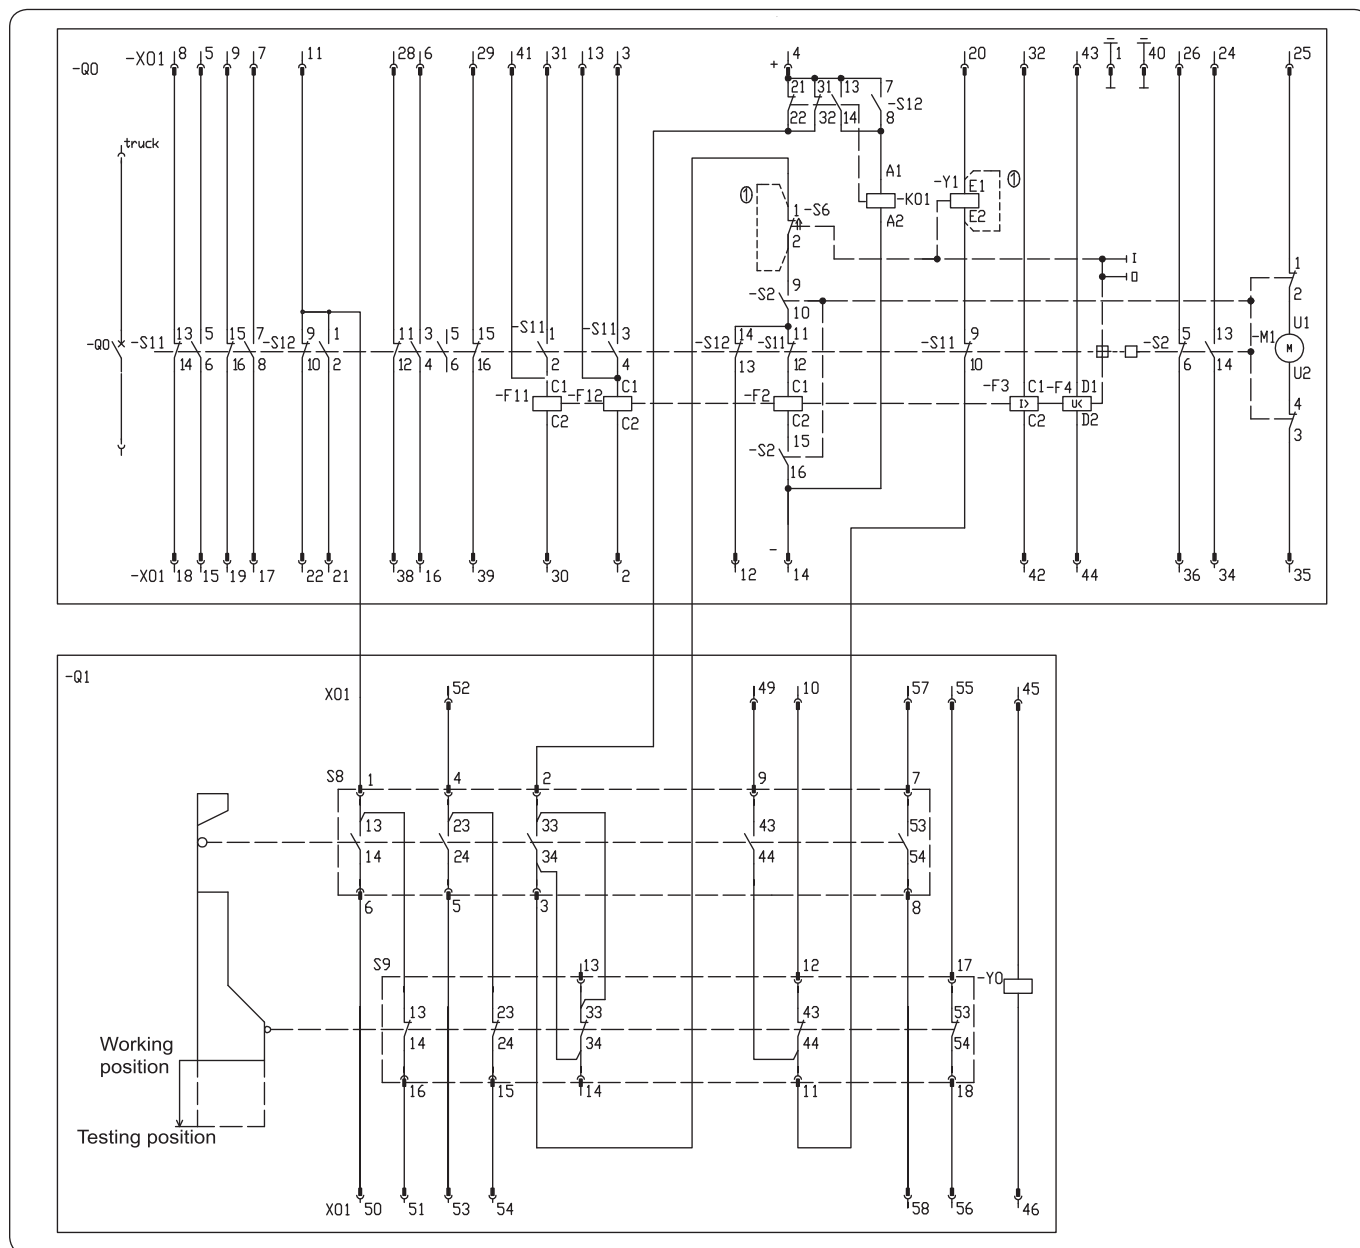 -Q0 -X01 8 5 9 7 11 28 6 29 41 31 13 3 + 4 20 32 43 1 40 26 24 25
21 31 13 7
-S12
22 32 14 8
truck
A1
-K01
A2
-Y1 E1 1
E2
1 1 -S6
2
I
0
9
-S2
10
1
2
-Q0 -S11 13 5 15 7 -S12 9 1 11 3 5 15 -S11 1 -S11 3 -S12 14 -S11 11 -S11 9 -S2 5 13 -M1 U1
M
14 6 16 8 10 2 12 4 6 16 2 4 13 12 10 6 14 U2
-F11 C1 -F12 C1 -F2 C1 -F3 C1 -F4 D1
I> U<
C2 C2 C2 C2 D2
4
3
15
-S2
16
-
-X01 18 15 19 17 22 21 38 16 39 30 2 12 14 42 44 36 34 35
-Q1
X01 52 49 10 57 55 45
S8 1 4 2 9 7
13 23 33 43 53
14 24 34 44 54
6 5 3 8
S9 13 12 17
-Y0
13 23 33 43 53
14 24 34 44 54
16 15 14 11 18
Working
position
Testing position
X01 50 51 53 54 58 56 46